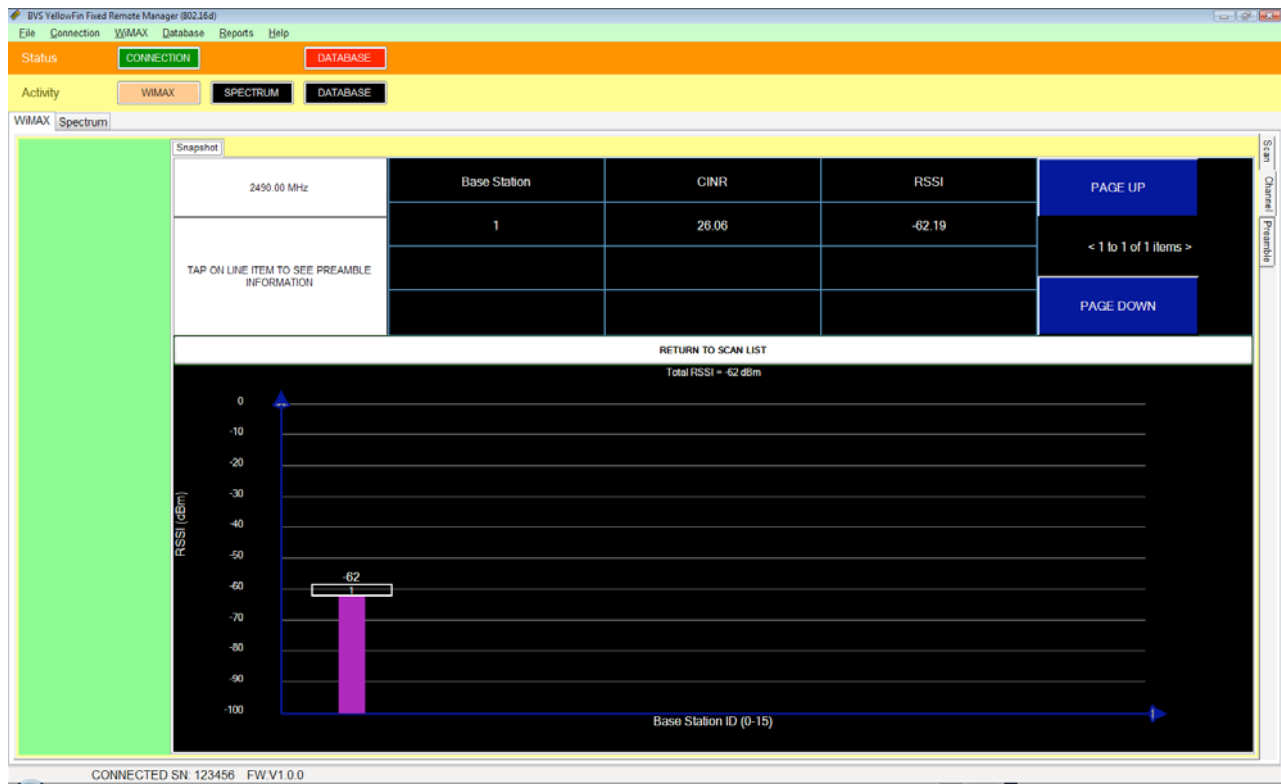 BVS YellowFin Fixed Remote Manager (802.16d)
File Connection WiMAX Database Reports Help
Status CONNECTION DATABASE
Activity WIMAX SPECTRUM DATABASE
WiMAX Spectrum
Snapshot
2490.00 MHz Base Station CINR RSSI PAGE UP
1 26.06 -62.19
< 1 to 1 of 1 items >
TAP ON LINE ITEM TO SEE PREAMBLE
INFORMATION
PAGE DOWN
Scan
Channel
Preamble
RETURN TO SCAN LIST
Total RSSI = -62 dBm
RSSI (dBm)
0
-10
-20
-30
-40
-50
-60
-70
-80
-90
-100
-62
1
Base Station ID (0-15)
CONNECTED SN: 123456 FW:V1.0.0